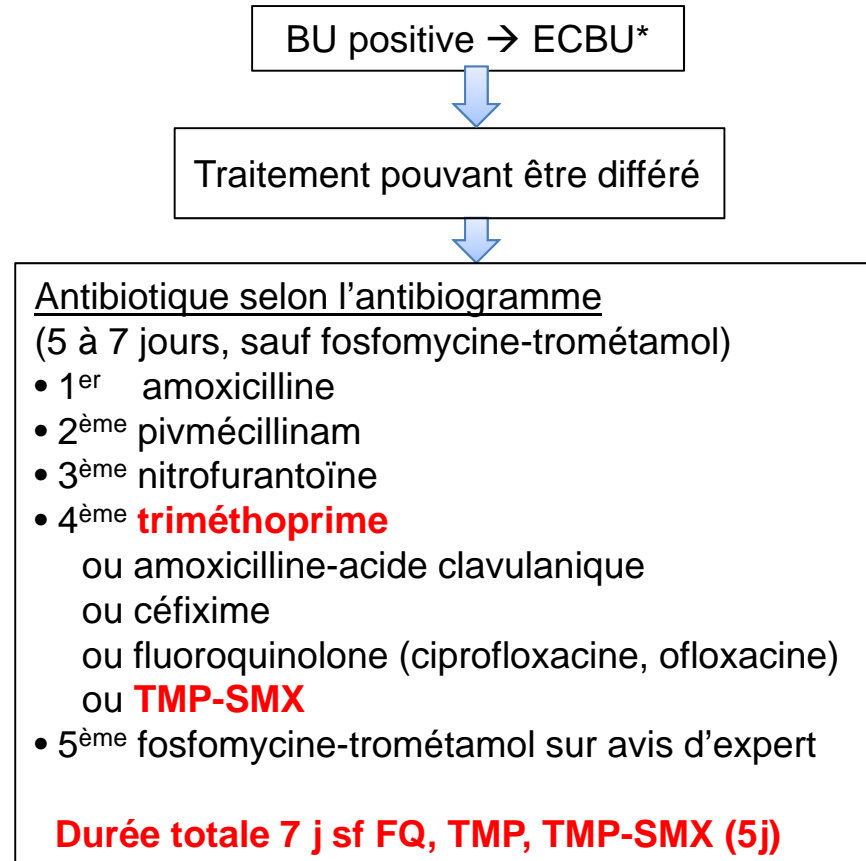 BU positive → ECBU*
Traitement pouvant être différé
Antibiotique selon l’antibiogramme
(5 à 7 jours, sauf fosfomycine-trométamol)
• 1er amoxicilline
• 2ème pivmécillinam
• 3ème nitrofurantoïne
• 4ème triméthoprime
ou amoxicilline-acide clavulanique
ou céfixime
ou fluoroquinolone (ciprofloxacine, ofloxacine)
ou TMP-SMX
• 5ème fosfomycine-trométamol sur avis d’expert
Durée totale 7 j sf FQ, TMP, TMP-SMX (5j)